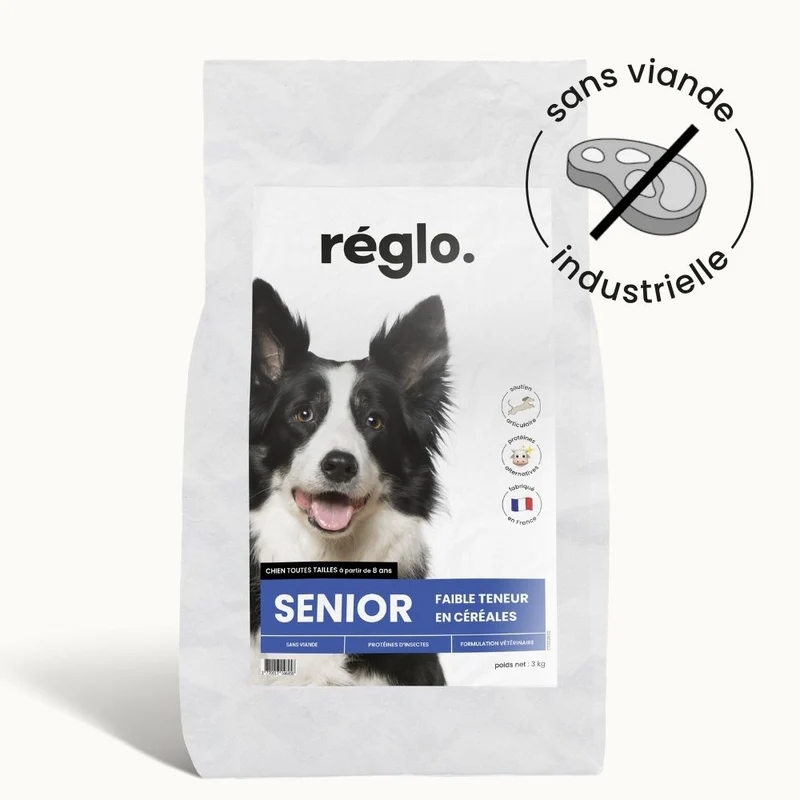 sans viande
industrielle
réglo.
soutien
articulaire
protéines
alternatives
fabriqué
en France
CHIEN TOUTES TAILLES à partir de 8 ans
SENIOR
FAIBLE TENEUR
EN CÉRÉALES
SANS VIANDE
PROTÉINES D'INSECTES
FORMULATION VÉTÉRINAIRE
poids net : 3 kg